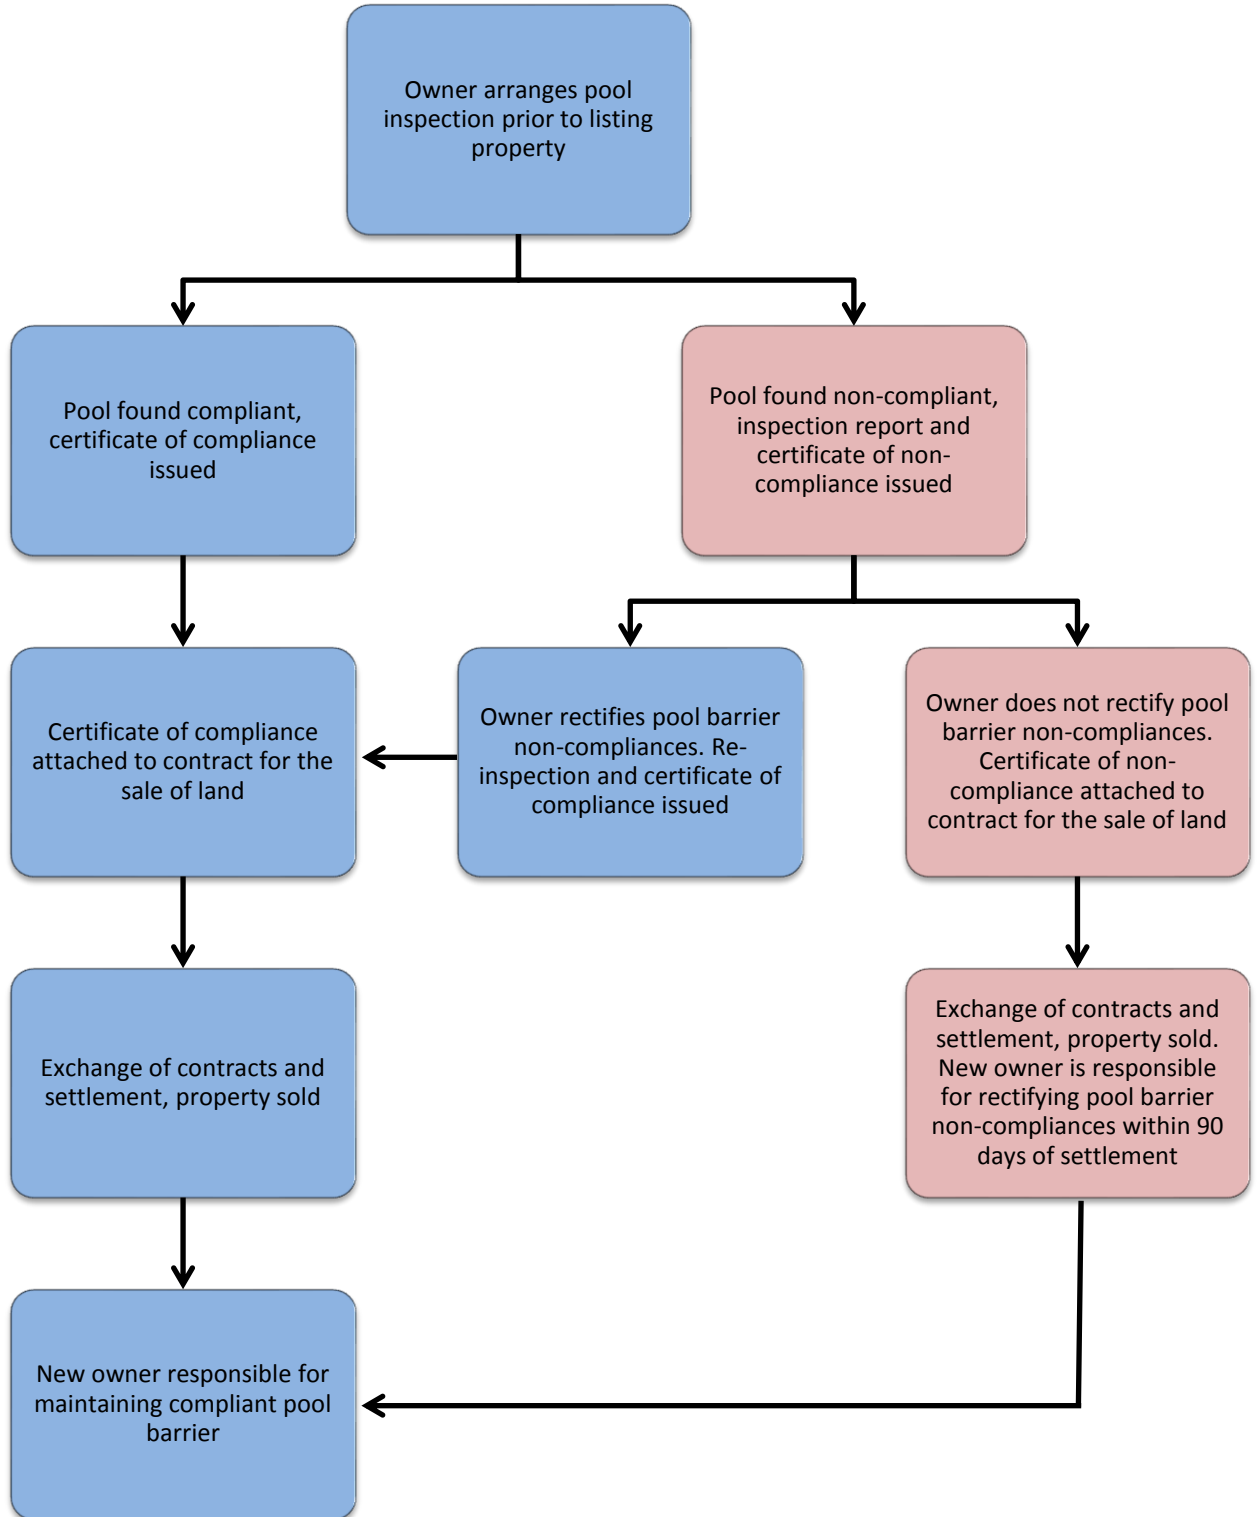 Owner arranges pool
inspection prior to listing
property
Pool found compliant,
certificate of compliance
issued
Pool found non-compliant,
inspection report and
certificate of non-
compliance issued
Certificate of compliance
attached to contract for the
sale of land
Owner rectifies pool barrier
non-compliances. Re-
inspection and certificate of
compliance issued
Owner does not rectify pool
barrier non-compliances.
Certificate of non-
compliance attached to
contract for the sale of land
Exchange of contracts and
settlement, property sold
Exchange of contracts and
settlement, property sold.
New owner is responsible
for rectifying pool barrier
non-compliances within 90
days of settlement
New owner responsible for
maintaining compliant pool
barrier